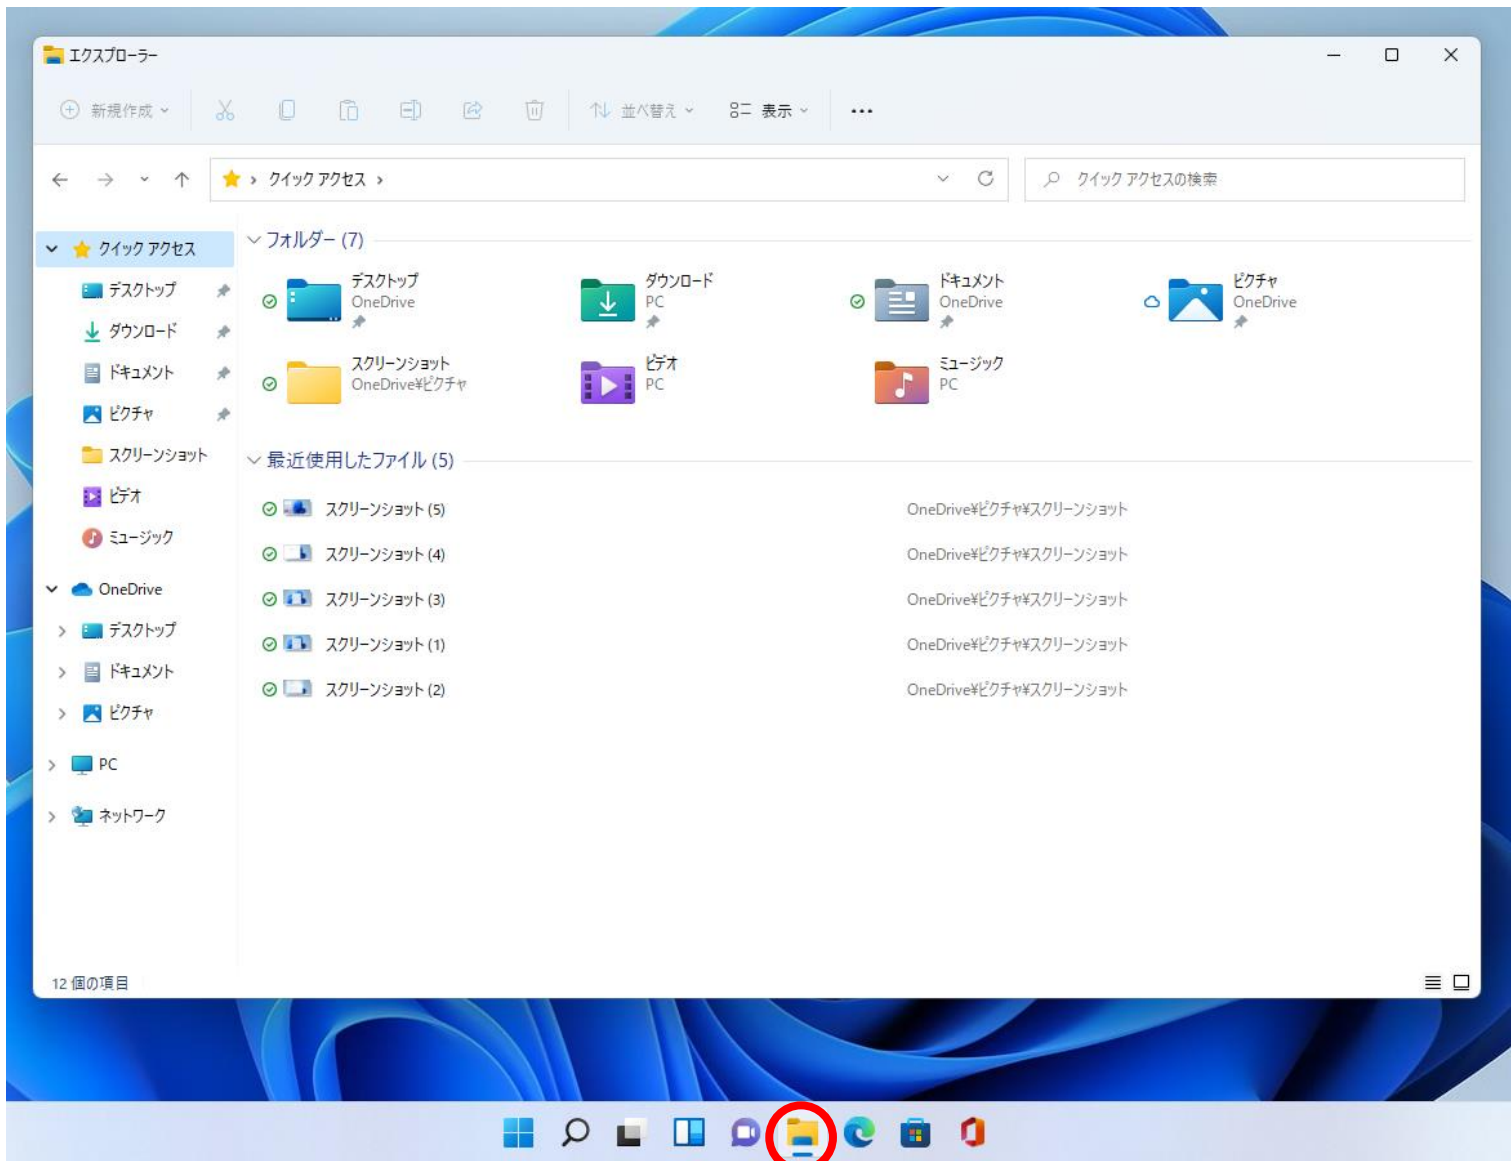 エクスプローラー
新規作成
並べ替え
表示
クイック アクセス
クイック アクセスの検索
クイック アクセス
デスクトップ
ダウンロード
ドキュメント
ピクチャ
スクリーンショット
ビデオ
ミュージック
OneDrive
デスクトップ
ドキュメント
ピクチャ
PC
ネットワーク
フォルダー (7)
デスクトップ
OneDrive
ダウンロード
PC
ドキュメント
OneDrive
ピクチャ
OneDrive
スクリーンショット
OneDrive¥ピクチャ
ビデオ
PC
ミュージック
PC
最近使用したファイル (5)
スクリーンショット (5) OneDrive¥ピクチャ¥スクリーンショット
スクリーンショット (4) OneDrive¥ピクチャ¥スクリーンショット
スクリーンショット (3) OneDrive¥ピクチャ¥スクリーンショット
スクリーンショット (1) OneDrive¥ピクチャ¥スクリーンショット
スクリーンショット (2) OneDrive¥ピクチャ¥スクリーンショット
12 個の項目